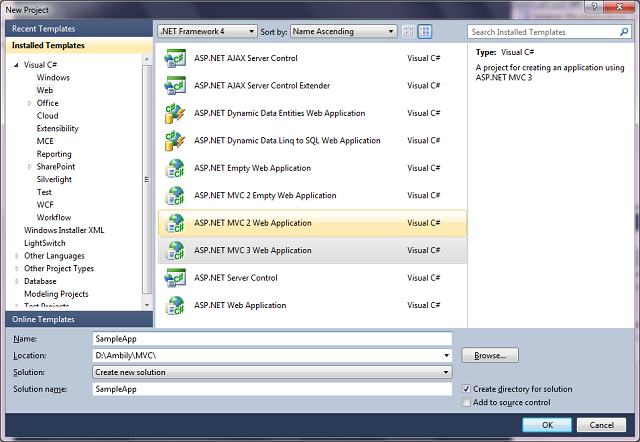 New Project
Recent Templates
Installed Templates
Visual C#
Windows
Web
Office
Cloud
Extensibility
MCE
Reporting
SharePoint
Silverlight
Test
WCF
Workflow
Windows Installer XML
LightSwitch
Other Languages
Other Project Types
Database
Modeling Projects
Test Projects
Online Templates
.NET Framework 4 Sort by: Name Ascending
ASP.NET AJAX Server Control Visual C#
ASP.NET AJAX Server Control Extender Visual C#
ASP.NET Dynamic Data Entities Web Application Visual C#
ASP.NET Dynamic Data Linq to SQL Web Application Visual C#
ASP.NET Empty Web Application Visual C#
ASP.NET MVC 2 Empty Web Application Visual C#
ASP.NET MVC 2 Web Application Visual C#
ASP.NET MVC 3 Web Application Visual C#
ASP.NET Server Control Visual C#
ASP.NET Web Application Visual C#
Search Installed Templates
Type: Visual C#
A project for creating an application using
ASP.NET MVC 3
Name: SampleApp
Location: D:\Ambily\MVC\ Browse...
Solution: Create new solution
Solution name: SampleApp
Create directory for solution
Add to source control
OK Cancel